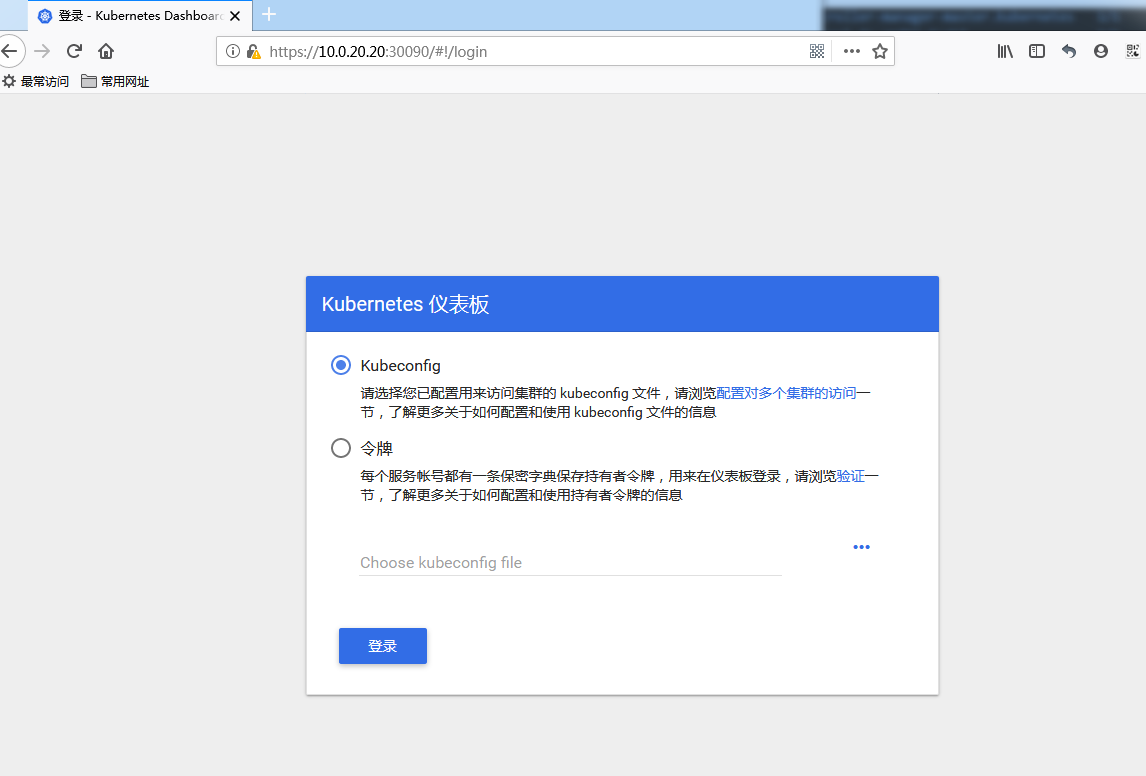 登录 - Kubernetes Dashboard
https://10.0.20.20:30090/#!/login
最常访问
常用网址
Kubernetes 仪表板
Kubeconfig
请选择您已配置用来访问集群的 kubeconfig 文件，请浏览配置对多个集群的访问一
节，了解更多关于如何配置和使用 kubeconfig 文件的信息
令牌
每个服务帐号都有一条保密字典保存持有者令牌，用来在仪表板登录，请浏览验证一
节，了解更多关于如何配置和使用持有者令牌的信息
Choose kubeconfig file
登录